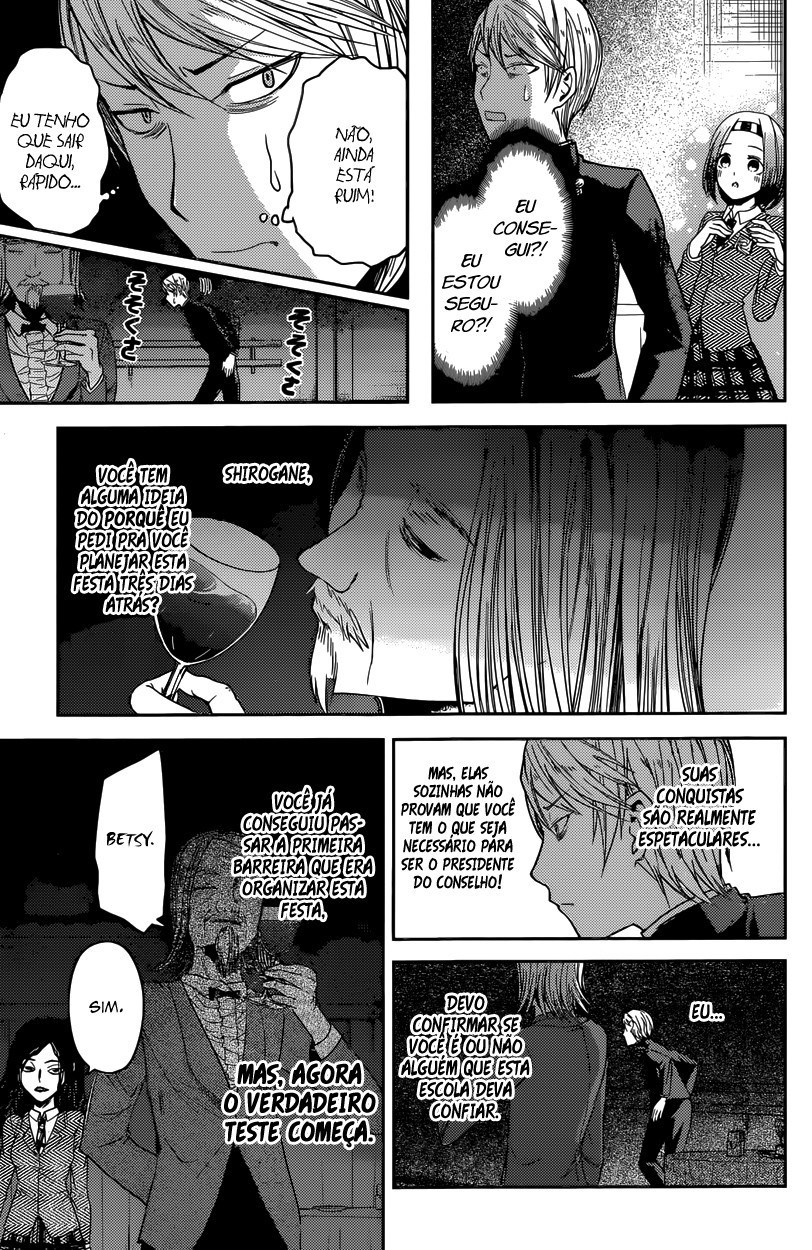 EU
CONSE-
GUI?!
EU
ESTOU
SEGU-
RO?!
NÃO,
AINDA
ESTÁ
RUIM!
EU TENHO
QUE SAIR
DAQUI,
RÁPIDO...
そそくさ
そそくさ
SHIROGANE,
VOCÊ TEM
ALGUMA IDEIA
DO PORQUÊ EU
PEDI PRA VOCÊ
PLANEJAR ESTA
FESTA TRÊS DIAS
ATRÁS?
SUAS
CONQUISTAS
SÃO REALMENTE
ESPETACULARES...
MAS, ELAS
SOZINHAS NÃO
PROVAM QUE VOCÊ
TEM O QUE SEJA
NECESSÁRIO PARA
SER O PRESIDENTE
DO CONSELHO!
EU...
DEVO
CONFIRMAR SE
VOCÊ É OU NÃO
ALGUÉM QUE ESTA
ESCOLA DEVA
CONFIAR.
VOCÊ JÁ
CONSEGUIU PAS-
SAR A PRIMEIRA
BARREIRA QUE ERA
ORGANIZAR ESTA
FESTA,
MAS, AGORA
O VERDADEIRO
TESTE COMEÇA.
BETSY.
SIM.